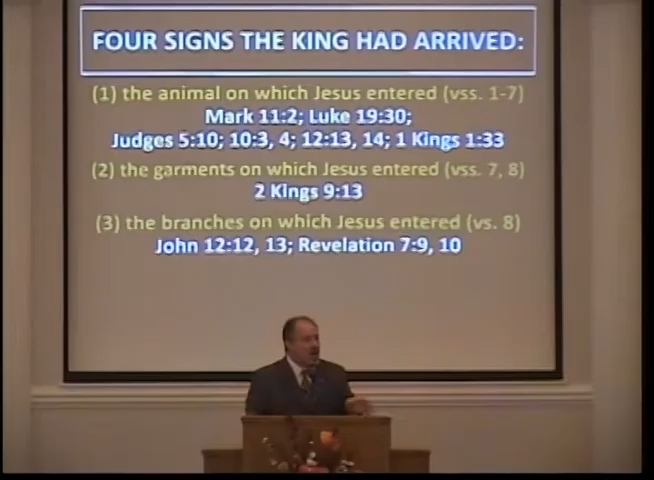 FOUR SIGNS THE KING HAD ARRIVED:
(1) the animal on which Jesus entered (vss. 1-7)
Mark 11:2; Luke 19:30;
Judges 5:10; 10:3, 4; 12:13, 14; 1 Kings 1:33
(2) the garments on which Jesus entered (vss. 7, 8)
2 Kings 9:13
(3) the branches on which Jesus entered (vs. 8)
John 12:12, 13; Revelation 7:9, 10